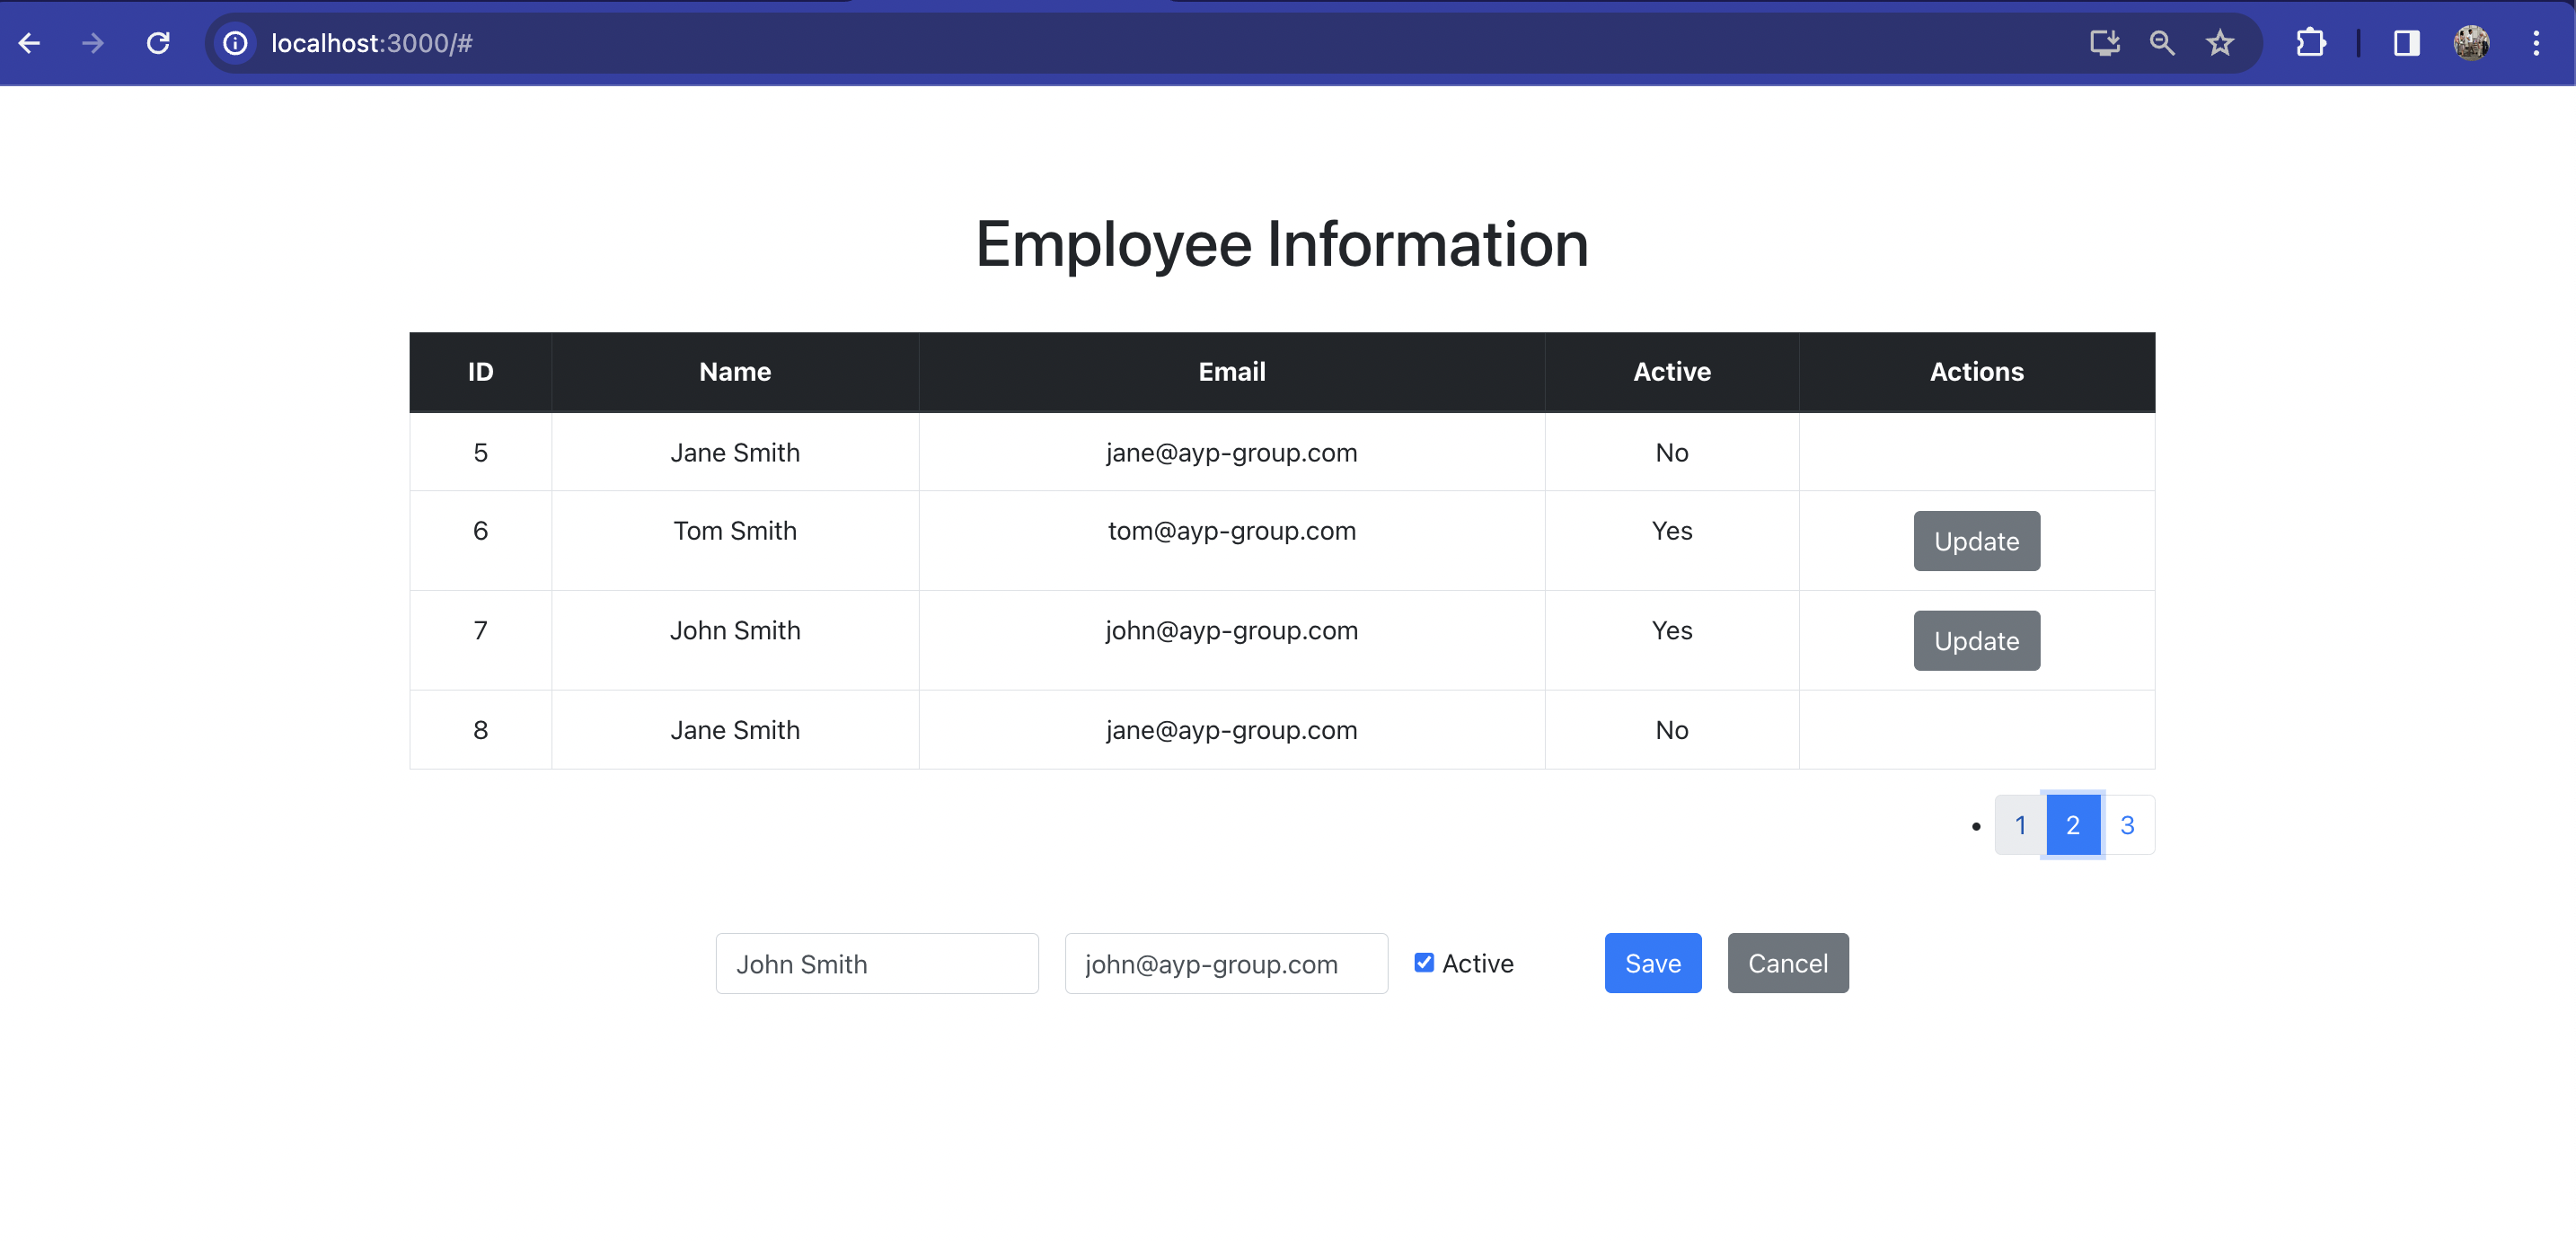 localhost:3000/#
Employee Information
ID Name Email Active Actions
5 Jane Smith jane@ayp-group.com No
6 Tom Smith tom@ayp-group.com Yes Update
7 John Smith john@ayp-group.com Yes Update
8 Jane Smith jane@ayp-group.com No
• 1 2 3
John Smith john@ayp-group.com Active Save Cancel